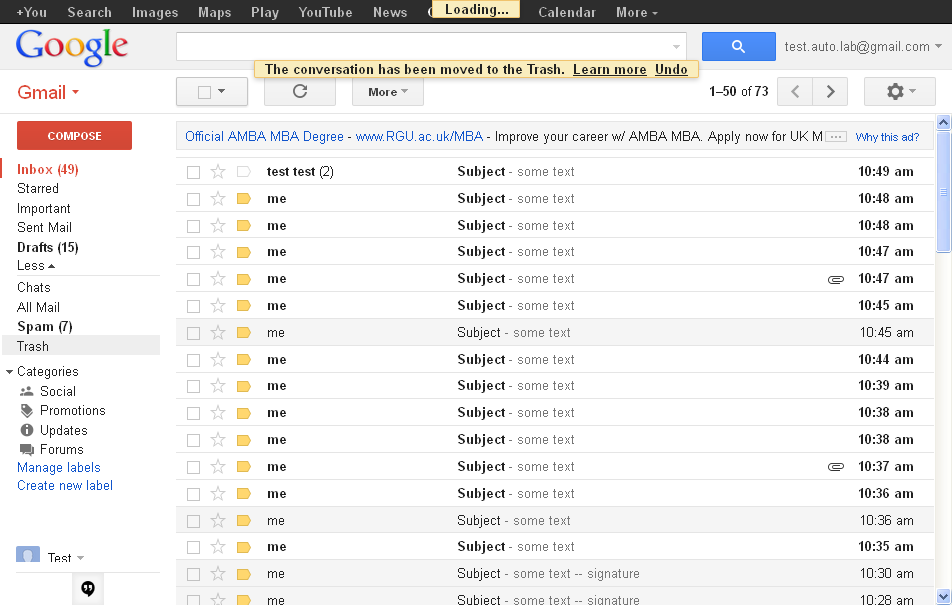 +You Search Images Maps Play YouTube News Loading... Calendar More
Google
test.auto.lab@gmail.com
The conversation has been moved to the Trash. Learn more Undo
Gmail
More
1–50 of 73
COMPOSE
Official AMBA MBA Degree - www.RGU.ac.uk/MBA - Improve your career w/ AMBA MBA. Apply now for UK M ... Why this ad?
Inbox (49)
Starred
Important
Sent Mail
Drafts (15)
Less
Chats
All Mail
Spam (7)
Trash
Categories
Social
Promotions
Updates
Forums
Manage labels
Create new label
Test
test test (2) Subject - some text 10:49 am
me Subject - some text 10:48 am
me Subject - some text 10:48 am
me Subject - some text 10:47 am
me Subject - some text 10:47 am
me Subject - some text 10:45 am
me Subject - some text 10:45 am
me Subject - some text 10:44 am
me Subject - some text 10:39 am
me Subject - some text 10:38 am
me Subject - some text 10:38 am
me Subject - some text 10:37 am
me Subject - some text 10:36 am
me Subject - some text 10:36 am
me Subject - some text 10:35 am
me Subject - some text -- signature 10:30 am
me Subject - some text -- signature 10:28 am